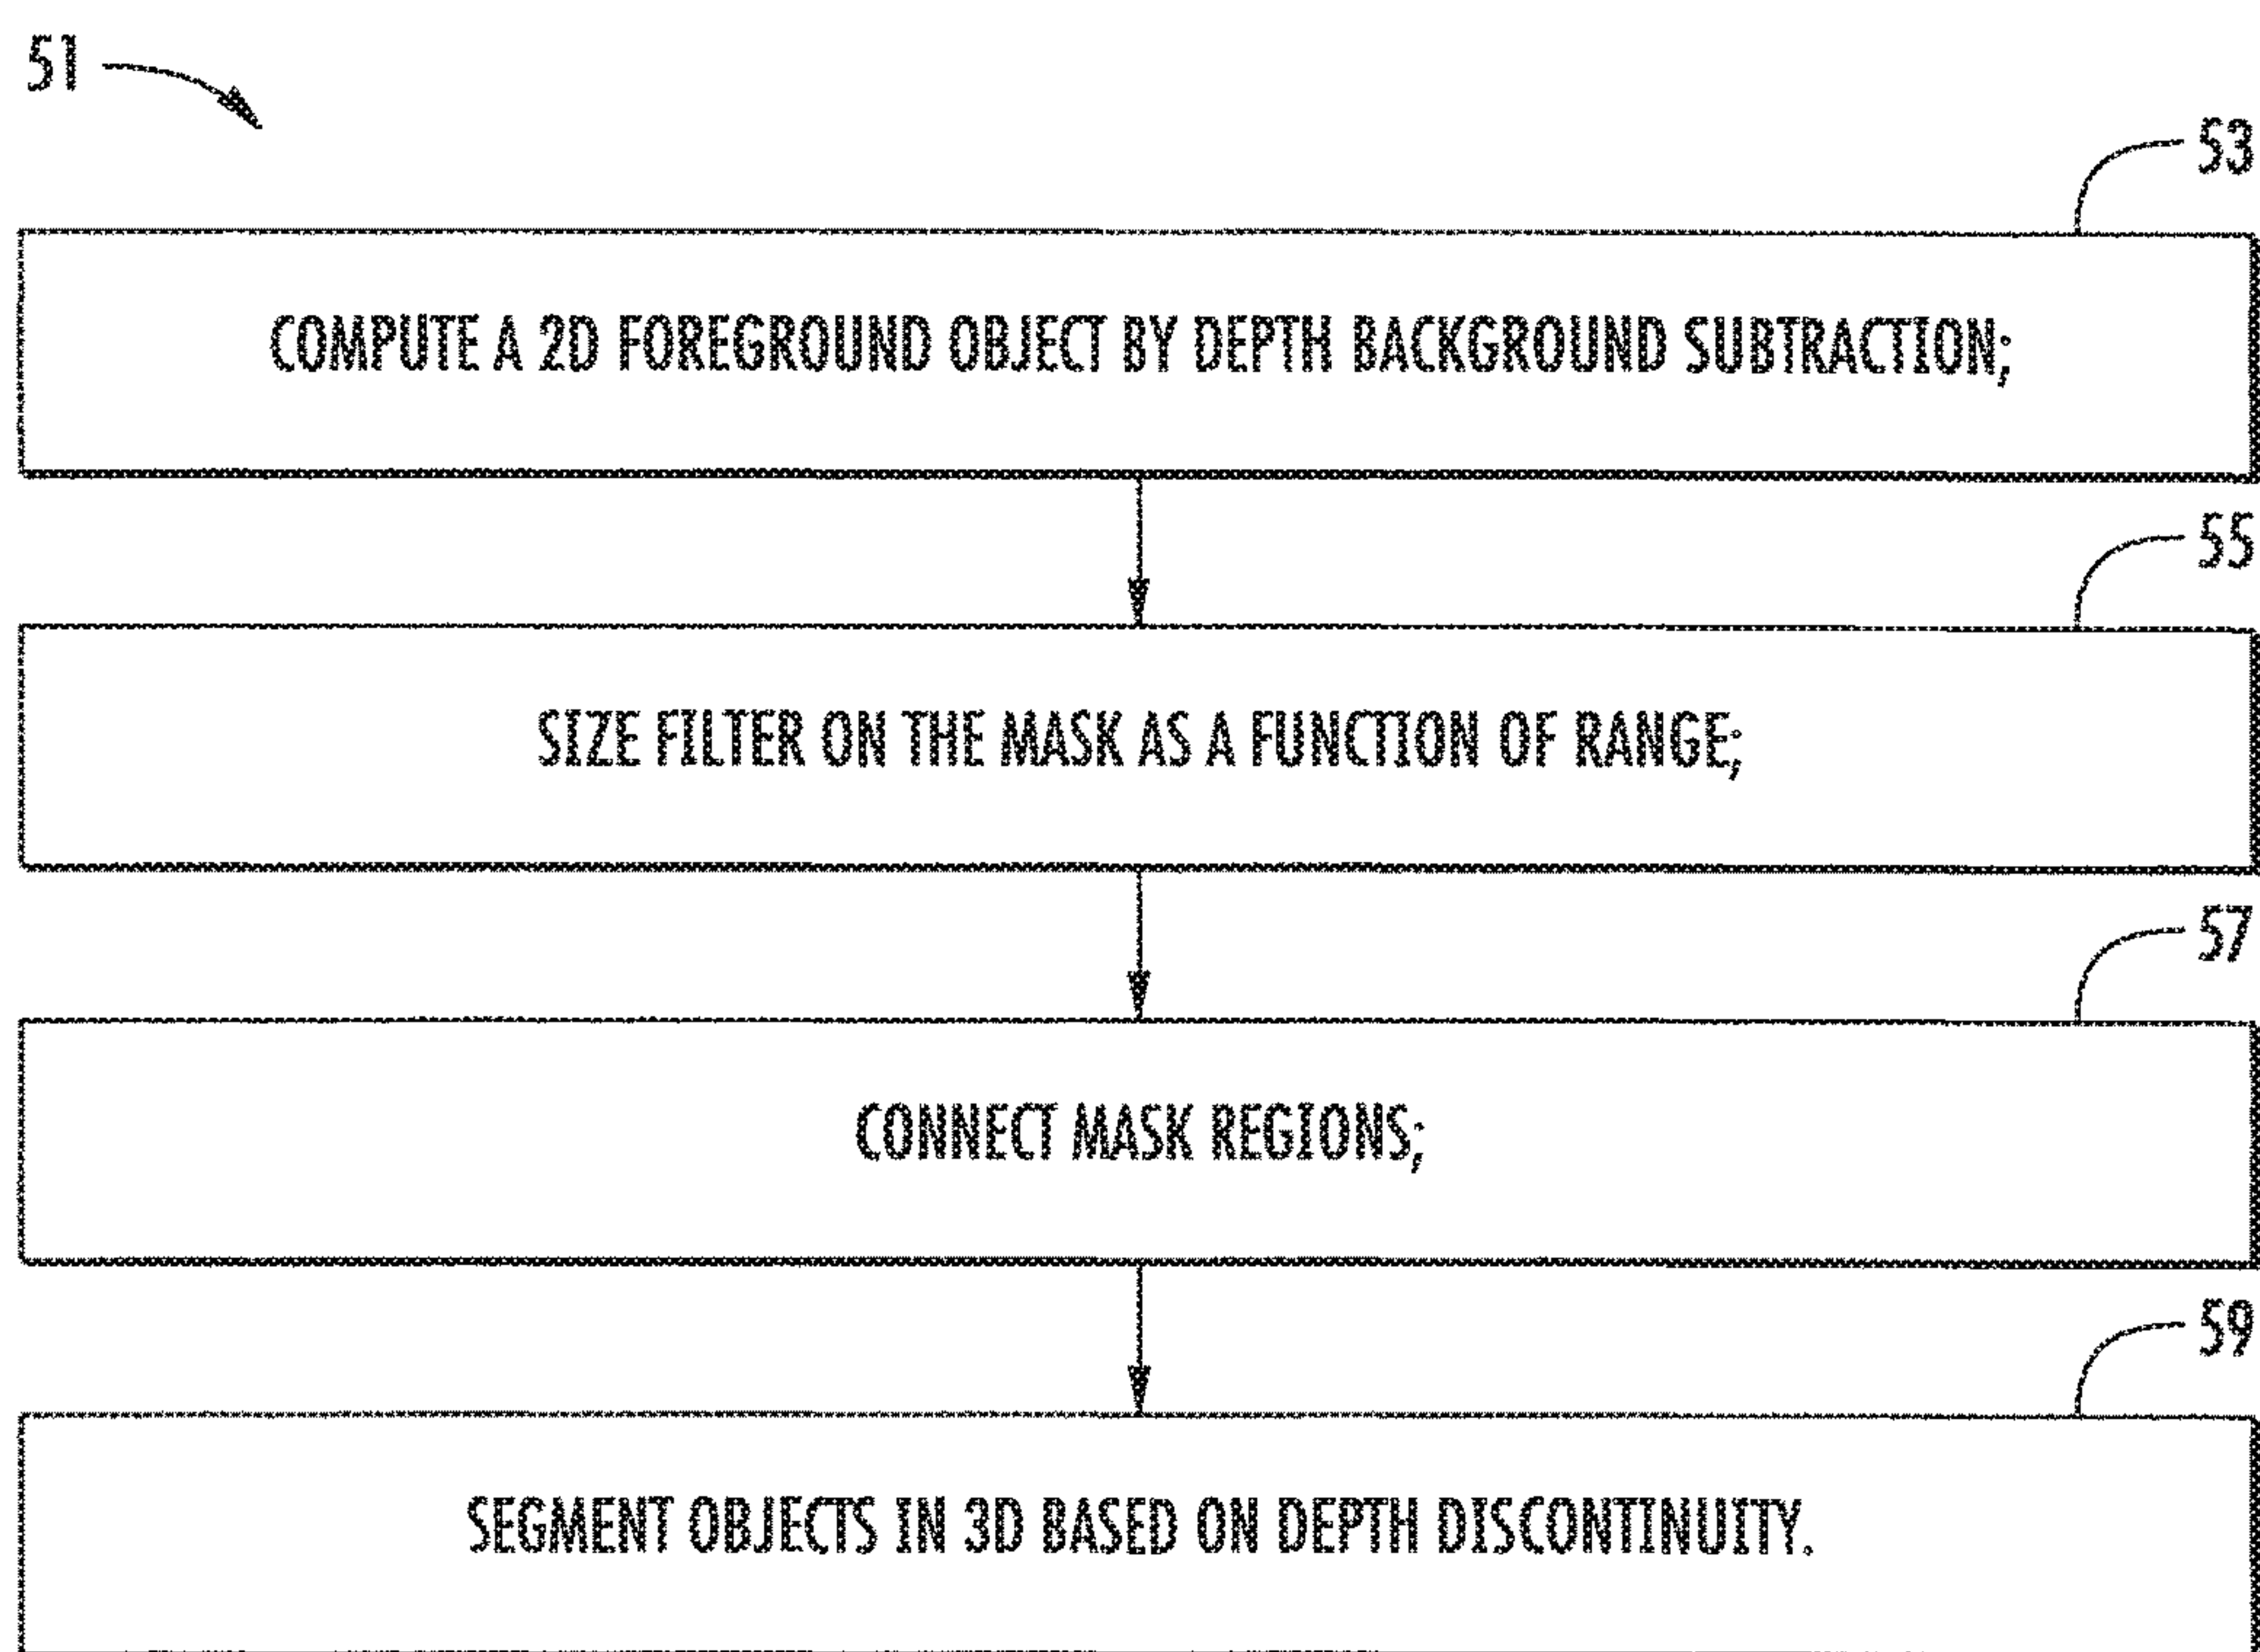 51
53
COMPUTE A 2D FOREGROUND OBJECT BY DEPTH BACKGROUND SUBTRACTION;
55
SIZE FILTER ON THE MASK AS A FUNCTION OF RANGE;
57
CONNECT MASK REGIONS;
59
SEGMENT OBJECTS IN 3D BASED ON DEPTH DISCONTINUITY.